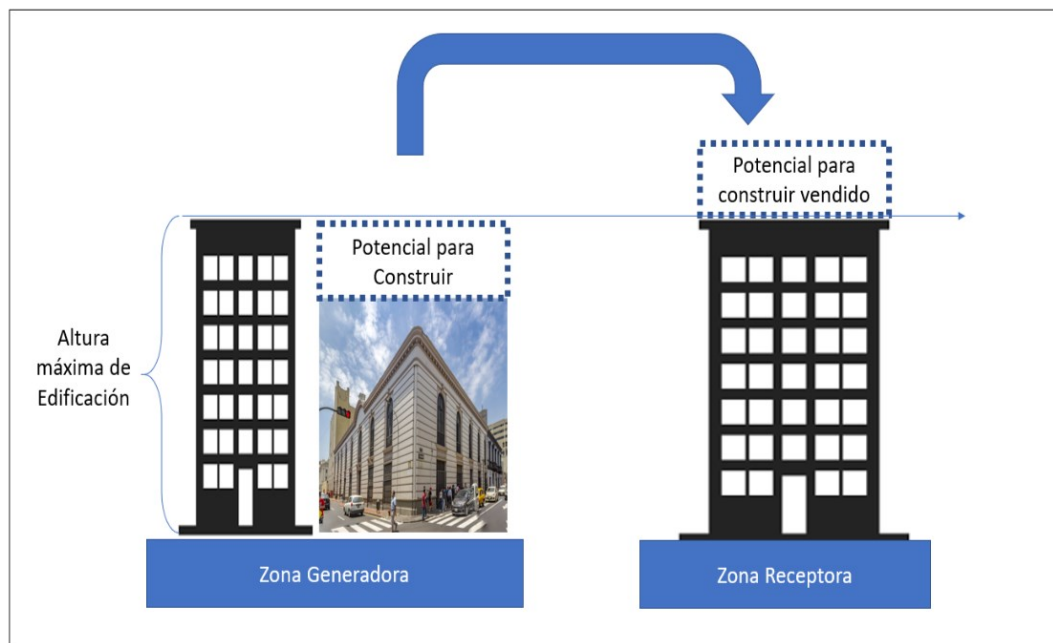 Potencial para
construir vendido
Potencial para
Construir
Altura
máxima de
Edificación
Zona Generadora
Zona Receptora